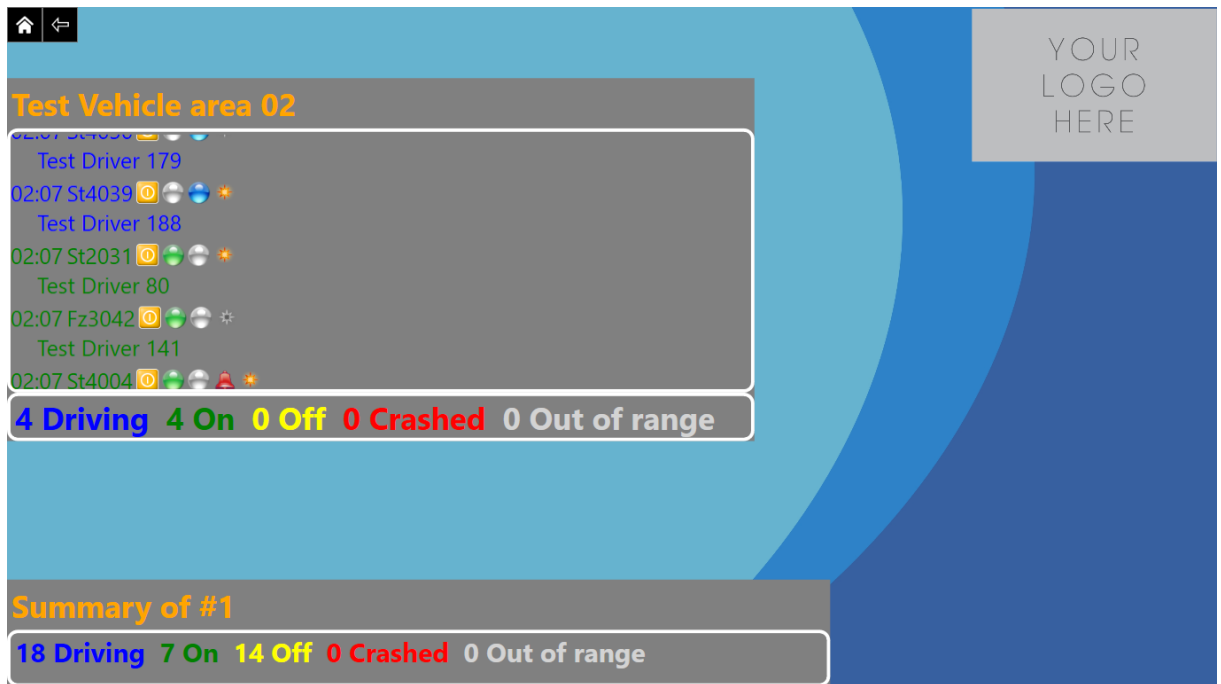 YOUR
LOGO
HERE
Test Vehicle area 02
Test Driver 179
02:07 St4039
Test Driver 188
02:07 St2031
Test Driver 80
02:07 Fz3042
Test Driver 141
02:07 St4004
4 Driving 4 On 0 Off 0 Crashed 0 Out of range
Summary of #1
18 Driving 7 On 14 Off 0 Crashed 0 Out of range